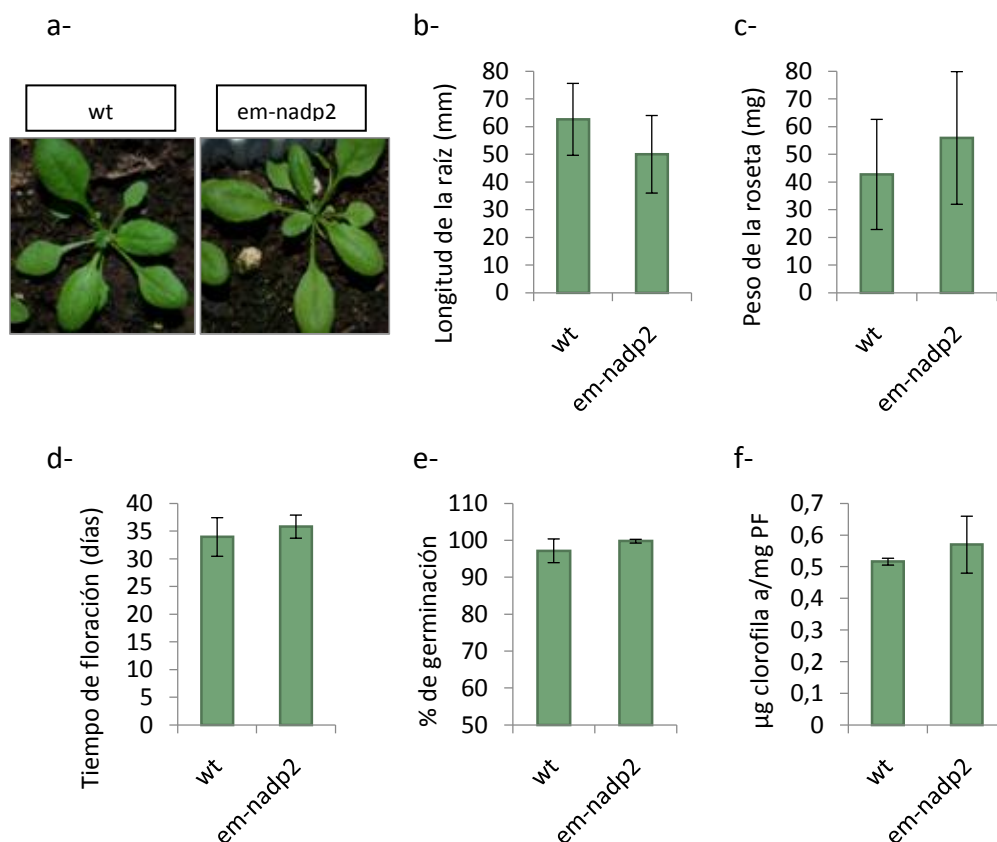 a-
wt
em-nadp2
b-
Longitud de la raíz (mm)
80
70
60
50
40
30
20
10
0
wt
em-nadp2
c-
Peso de la roseta (mg)
80
70
60
50
40
30
20
10
0
wt
em-nadp2
d-
Tiempo de floración (días)
40
35
30
25
20
15
10
5
0
wt
em-nadp2
e-
% de germinación
110
100
90
80
70
60
50
wt
em-nadp2
f-
µg clorofila a/mg PF
0,7
0,6
0,5
0,4
0,3
0,2
0,1
0
wt
em-nadp2